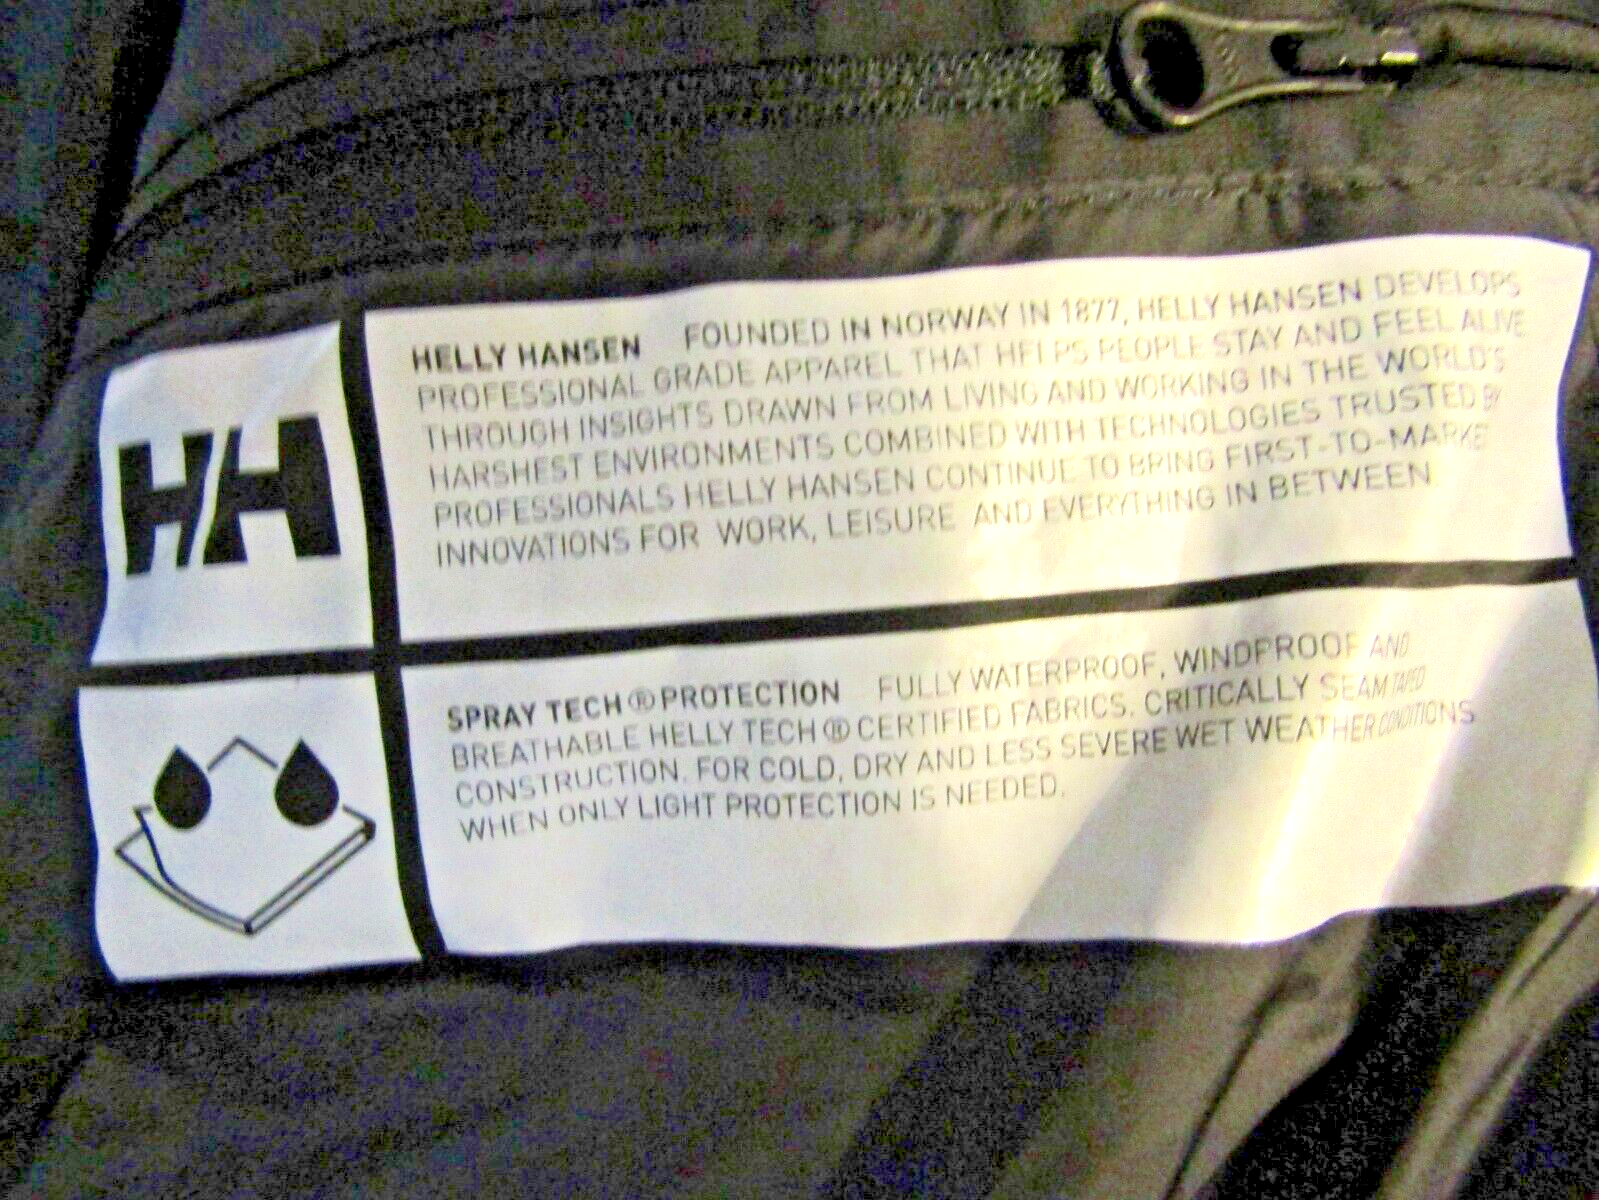 HELLY HANSEN FOUNDED IN NORWAY IN 1877, HELLY HANSEN DEVELOPS
PROFESSIONAL GRADE APPAREL THAT HELPS PEOPLE STAY AND FEEL ALIVE
THROUGH INSIGHTS DRAWN FROM LIVING AND WORKING IN THE WORLD'S
HARSHEST ENVIRONMENTS COMBINED WITH TECHNOLOGIES TRUSTED BY
PROFESSIONALS HELLY HANSEN CONTINUE TO BRING FIRST-TO-MARKE
INNOVATIONS FOR WORK, LEISURE AND EVERYTHING IN BETWEEN
HH
SPRAY TECH® PROTECTION FULLY WATERPROOF, WINDPROOF AND
BREATHABLE HELLY TECH® CERTIFIED FABRICS. CRITICALLY SEAM TAPED
CONSTRUCTION. FOR COLD, DRY AND LESS SEVERE WET WEATHER CONDITIONS
WHEN ONLY LIGHT PROTECTION IS NEEDED.